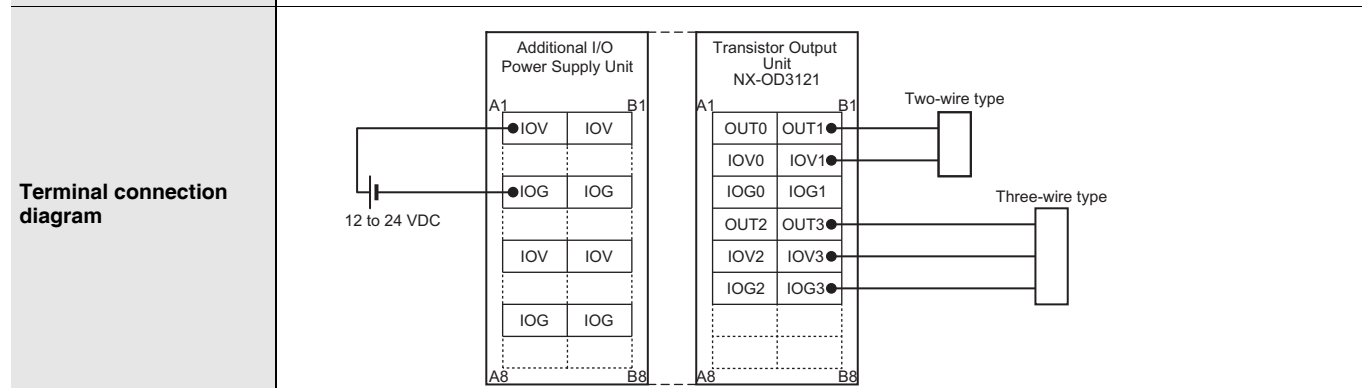 Terminal connection
diagram
Additional I/O
Power Supply Unit
A1 B1
IOV IOV
IOG IOG
IOV IOV
IOG IOG
A8 B8
12 to 24 VDC
Transistor Output
Unit
NX-OD3121
A1 B1
OUT0 OUT1
IOV0 IOV1
IOG0 IOG1
OUT2 OUT3
IOV2 IOV3
IOG2 IOG3
A8 B8
Two-wire type
Three-wire type